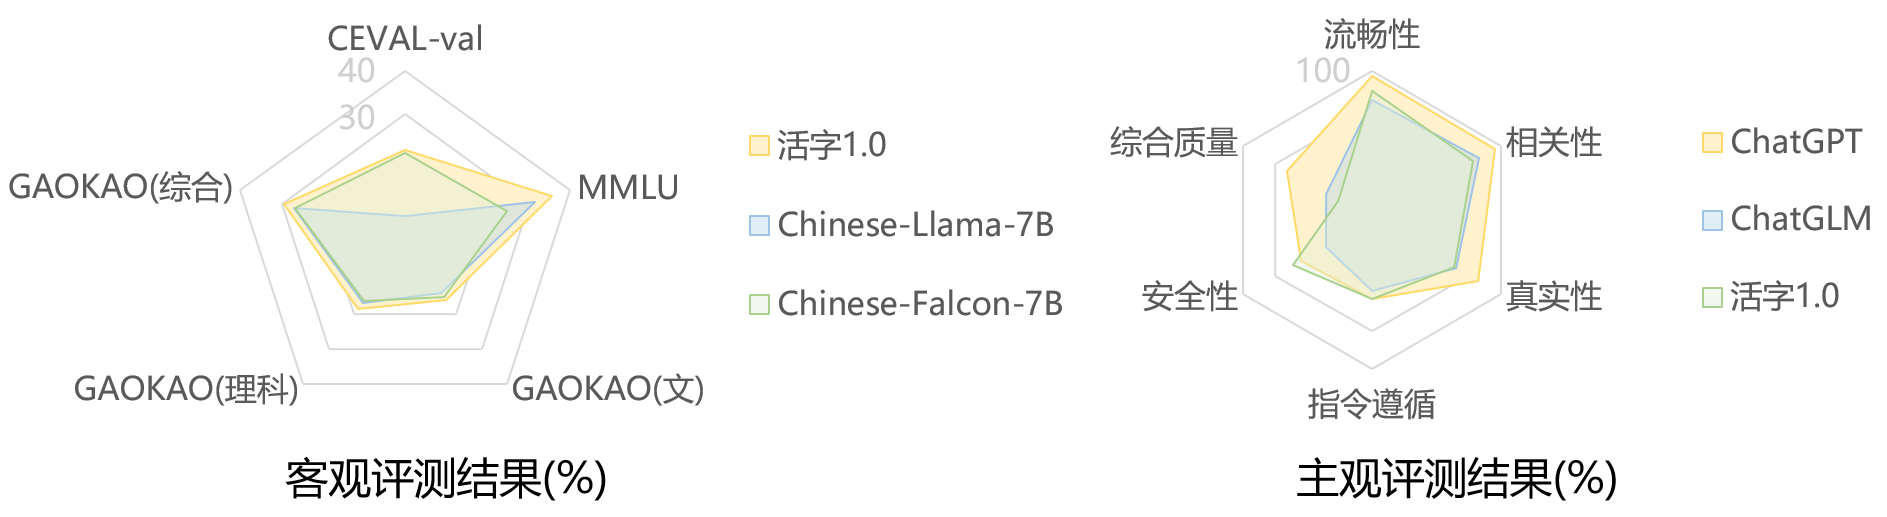 CEVAL-val
40
30
MMLU
GAOKAO(综合)
GAOKAO(理科)
GAOKAO(文)
活字1.0
Chinese-Llama-7B
Chinese-Falcon-7B
客观评测结果(%)
流畅性
100
综合质量
相关性
安全性
真实性
指令遵循
ChatGPT
ChatGLM
活字1.0
主观评测结果(%)